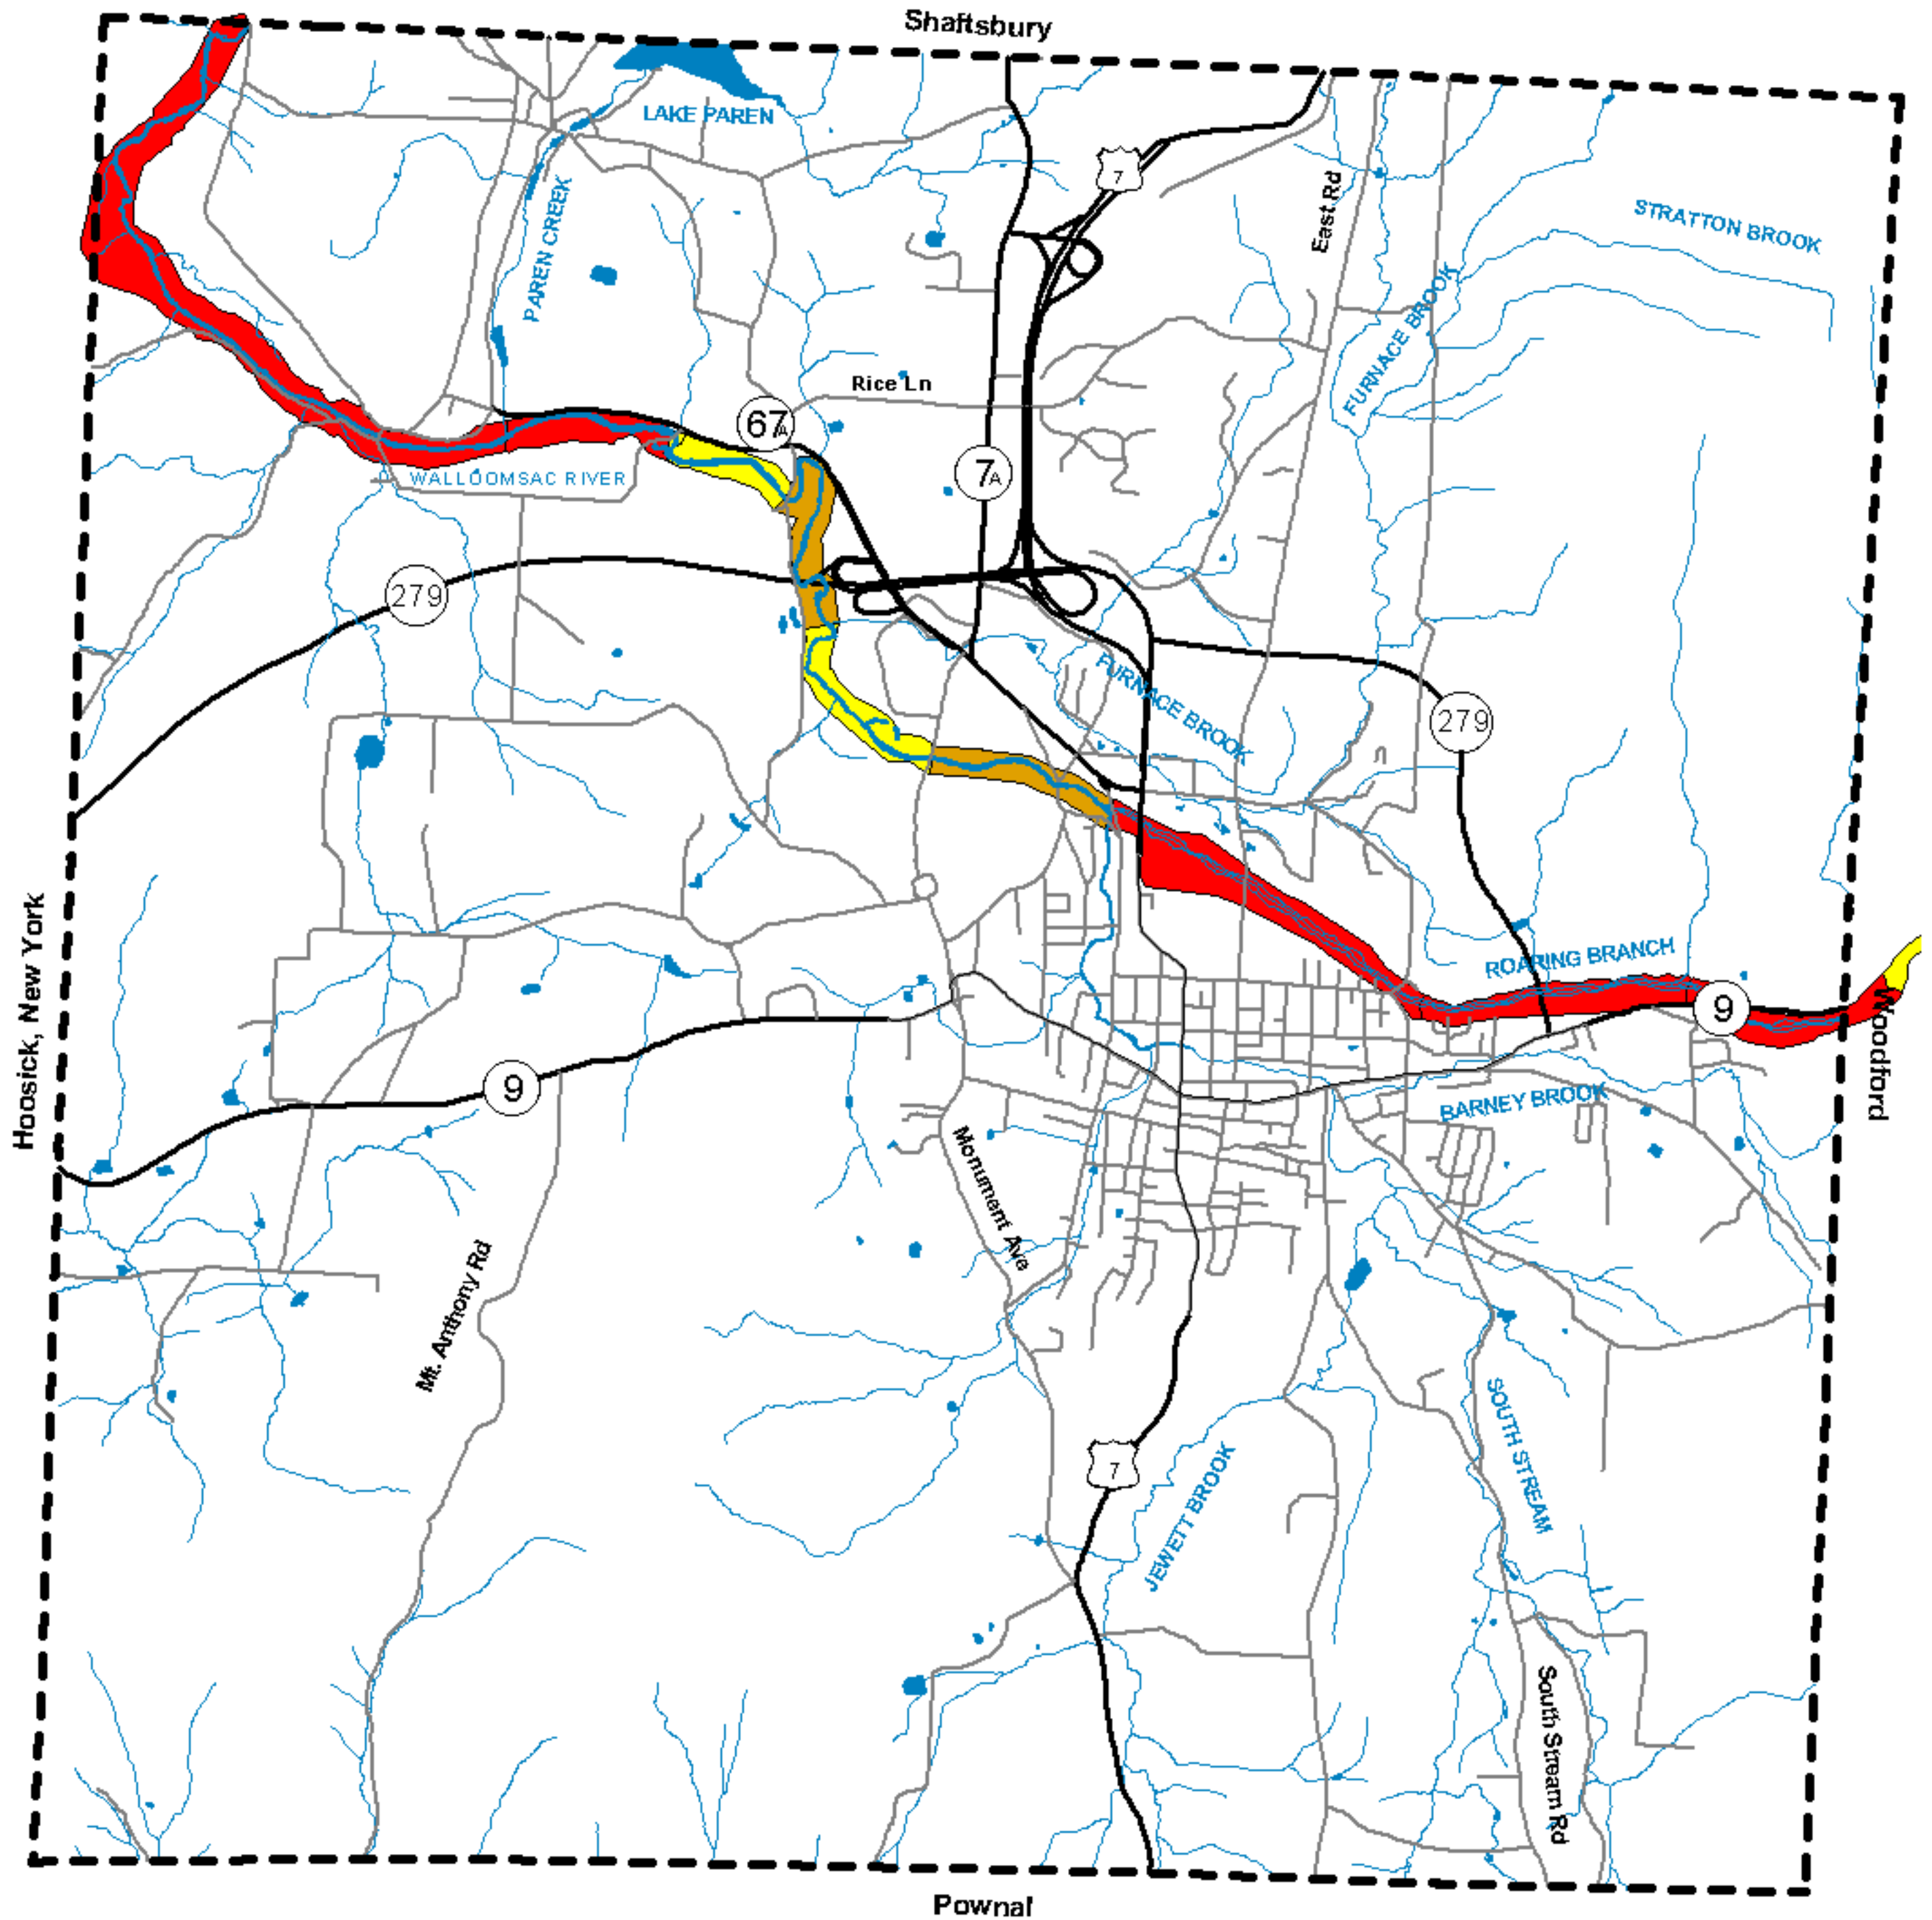 Shaftsbury
LAKE PAREN
7
East Rd
STRATTON BROOK
PAREN CREEK
FURNACE BROOK
Rice Ln
67A
7A
WALLOOMSAC RIVER
279
FURNACE BROOK
279
Hoosick, New York
ROARING BRANCH
9
Woodford
9
BARNEY BROOK
Monument Ave
Mt. Anthony Rd
SOUTH STREAM
7
JEWETT BROOK
South Stream Rd
Pownal